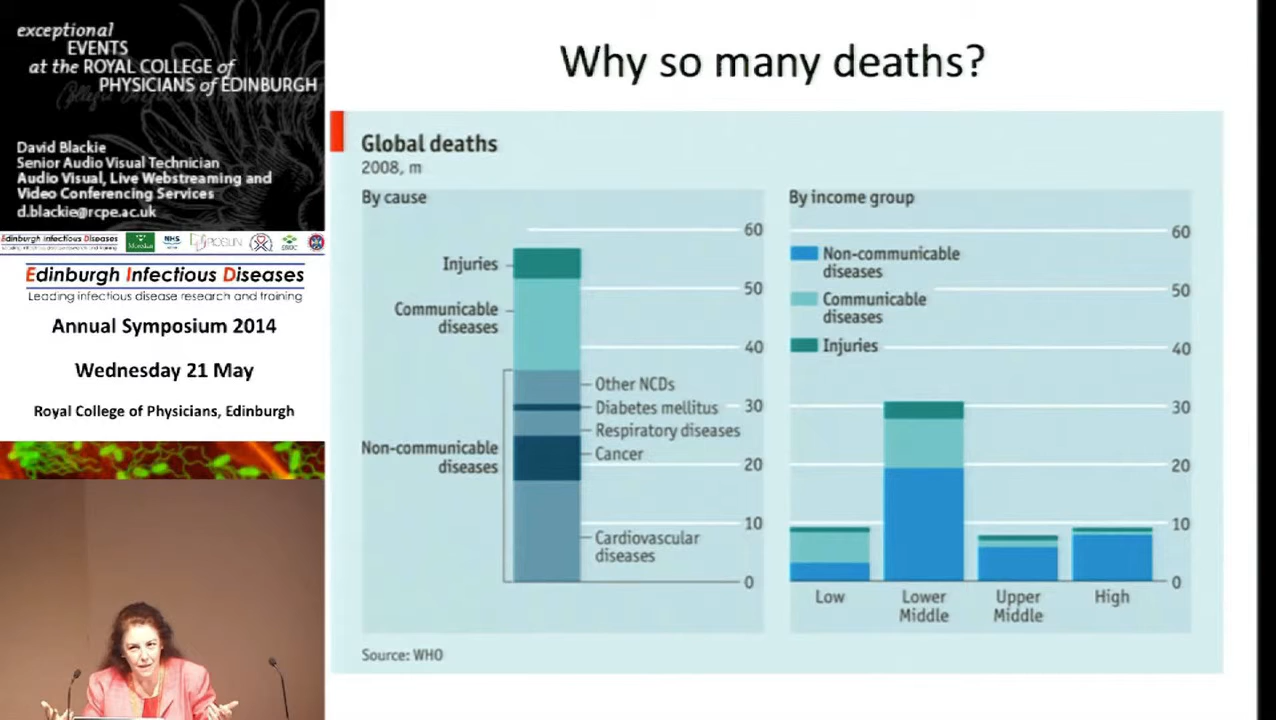 exceptional
EVENTS
at the ROYAL COLLEGE of
PHYSICIANS of EDINBURGH
David Blackie
Senior Audio Visual Technician
Audio Visual, Live Webstreaming and
Video Conferencing Services
d.blackie@rcpe.ac.uk
Edinburgh Infectious Diseases
NHS
Edinburgh Infectious Diseases
Leading infectious disease research and training
Annual Symposium 2014
Wednesday 21 May
Royal College of Physicians, Edinburgh
Why so many deaths?
Global deaths
2008, m
By cause
60
50
40
30
20
10
0
Injuries
Communicable
diseases
Non-communicable
diseases
Other NCDs
Diabetes mellitus
Respiratory diseases
Cancer
Cardiovascular
diseases
By income group
Non-communicable
diseases
Communicable
diseases
Injuries
60
50
40
30
20
10
0
Low
Lower
Middle
Upper
Middle
High
Source: WHO